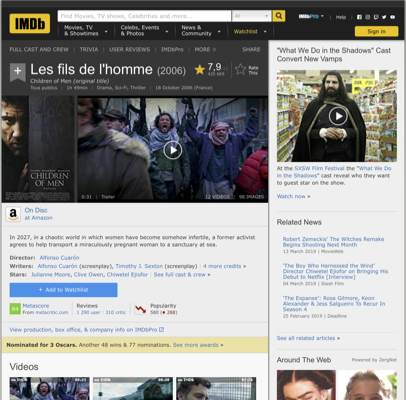 IMDb
Find Movies, TV shows, Celebrities and more...
All
IMDbPro
Help
Movies, TV & Showtimes
Celebs, Events & Photos
News & Community
Watchlist
Sign in
FULL CAST AND CREW | TRIVIA | USER REVIEWS | IMDbPro | MORE
SHARE
Les fils de l'homme (2006)
Children of Men (original title)
Tous publics | 1h 49min | Drama, Sci-Fi, Thriller | 18 October 2006 (France)
7,9
Rate This
CHILDREN OF MEN
0:31 | Trailer
12 VIDEOS | 98 IMAGES
On Disc
at Amazon
In 2027, in a chaotic world in which women have become somehow infertile, a former activist
agrees to help transport a miraculously pregnant woman to a sanctuary at sea.
Director: Alfonso Cuarón
Writers: Alfonso Cuarón (screenplay), Timothy J. Sexton (screenplay) | 4 more credits »
Stars: Julianne Moore, Clive Owen, Chiwetel Ejiofor | See full cast & crew »
+ Add to Watchlist
84
Metascore
From metacritic.com
Reviews
1 290 user | 310 critic
Popularity
580 (288)
View production, box office, & company info on IMDbPro
Nominated for 3 Oscars. Another 48 wins & 77 nominations. See more awards »
Videos
"What We Do in the Shadows" Cast
Convert New Vamps
At the SXSW Film Festival the "What We Do
in the Shadows" cast reveal who they want
to guest star on the show.
Watch now »
Related News
Robert Zemeckis' The Witches Remake
Begins Shooting Next Month
13 March 2019 | MovieWeb
'The Boy Who Harnessed the Wind'
Director Chiwetel Ejiofor on Bringing His
Debut to Netflix [Interview]
04 March 2019 | Slash Film
'The Expanse': Rosa Gilmore, Keon
Alexander & Jess Salgueiro To Recur In
Season 4
25 February 2019 | Deadline
See all related articles »
Around The Web
Powered by ZergNet